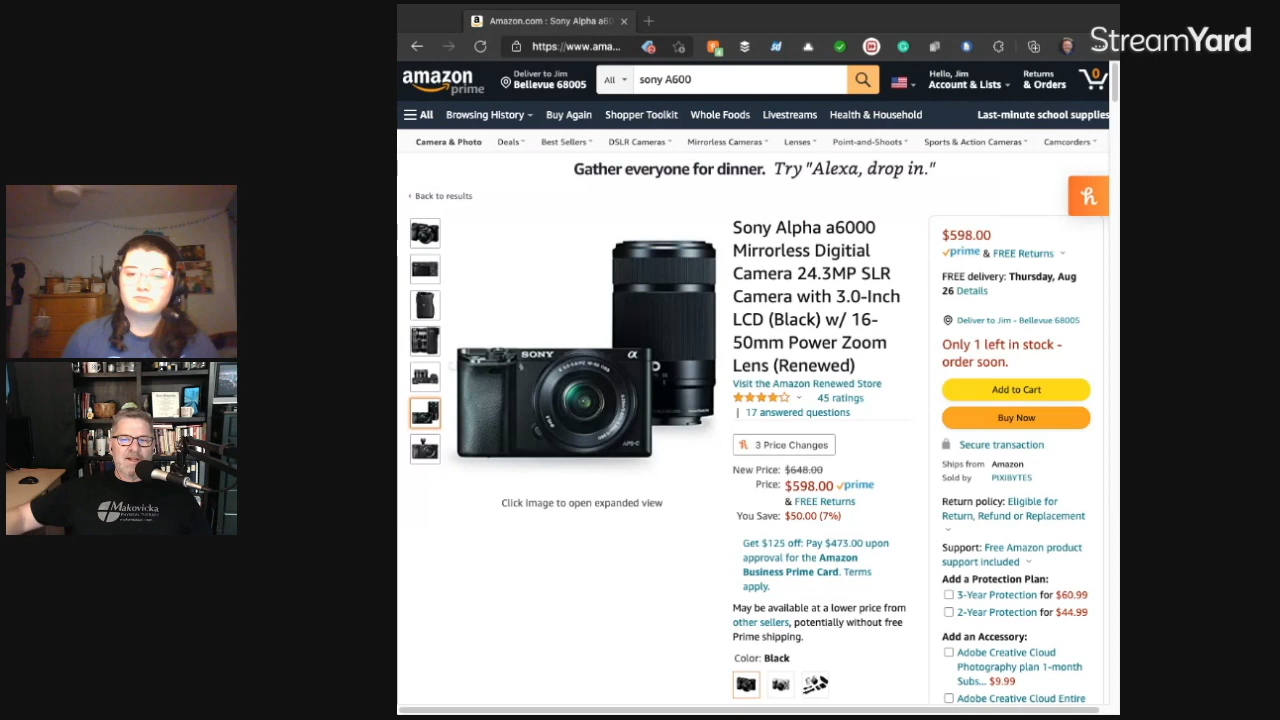 Amazon.com : Sony Alpha a60
https://www.ama...
StreamYard
amazon
prime
Deliver to Jim
Bellevue 68005
All
sony A600
Hello, Jim
Account & Lists
Returns
& Orders
0
All
Browsing History
Buy Again
Shopper Toolkit
Whole Foods
Livestreams
Health & Household
Last-minute school supplies
Camera & Photo
Deals
Best Sellers
DSLR Cameras
Mirrorless Cameras
Lenses
Point-and-Shoots
Sports & Action Cameras
Camcorders
Gather everyone for dinner. Try "Alexa, drop in."
‹ Back to results
SONY
α
APS-C
Click image to open expanded view
Sony Alpha a6000
Mirrorless Digitial
Camera 24.3MP SLR
Camera with 3.0-Inch
LCD (Black) w/ 16-
50mm Power Zoom
Lens (Renewed)
Visit the Amazon Renewed Store
45 ratings
| 17 answered questions
3 Price Changes
New Price: $648.00
Price: $598.00 prime
& FREE Returns
You Save: $50.00 (7%)
Get $125 off: Pay $473.00 upon
approval for the Amazon
Business Prime Card. Terms
apply.
May be available at a lower price from
other sellers, potentially without free
Prime shipping.
Color: Black
$598.00
prime & FREE Returns
FREE delivery: Thursday, Aug
26 Details
Deliver to Jim - Bellevue 68005
Only 1 left in stock -
order soon.
Add to Cart
Buy Now
Secure transaction
Ships from Amazon
Sold by PIXIBYTES
Return policy: Eligible for
Return, Refund or Replacement
Support: Free Amazon product
support included
Add a Protection Plan:
3-Year Protection for $60.99
2-Year Protection for $44.99
Add an Accessory:
Adobe Creative Cloud
Photography plan 1-month
Subs... $9.99
Adobe Creative Cloud Entire
Makovicka
PHYSICAL THERAPY